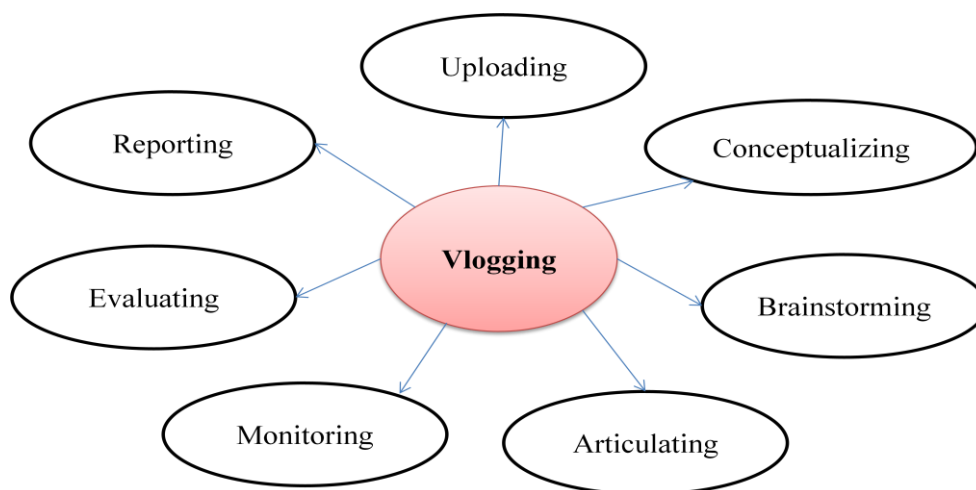 Uploading
Reporting
Conceptualizing
Vlogging
Evaluating
Brainstorming
Monitoring
Articulating